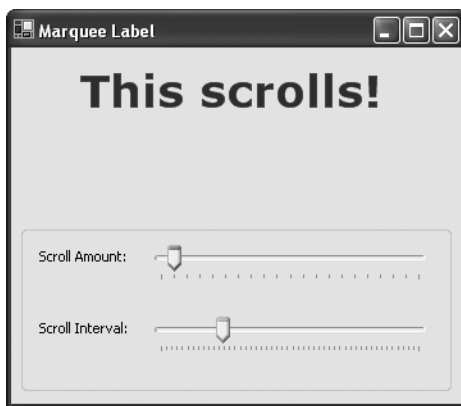 Marquee Label
This scrolls!
Scroll Amount:
Scroll Interval: